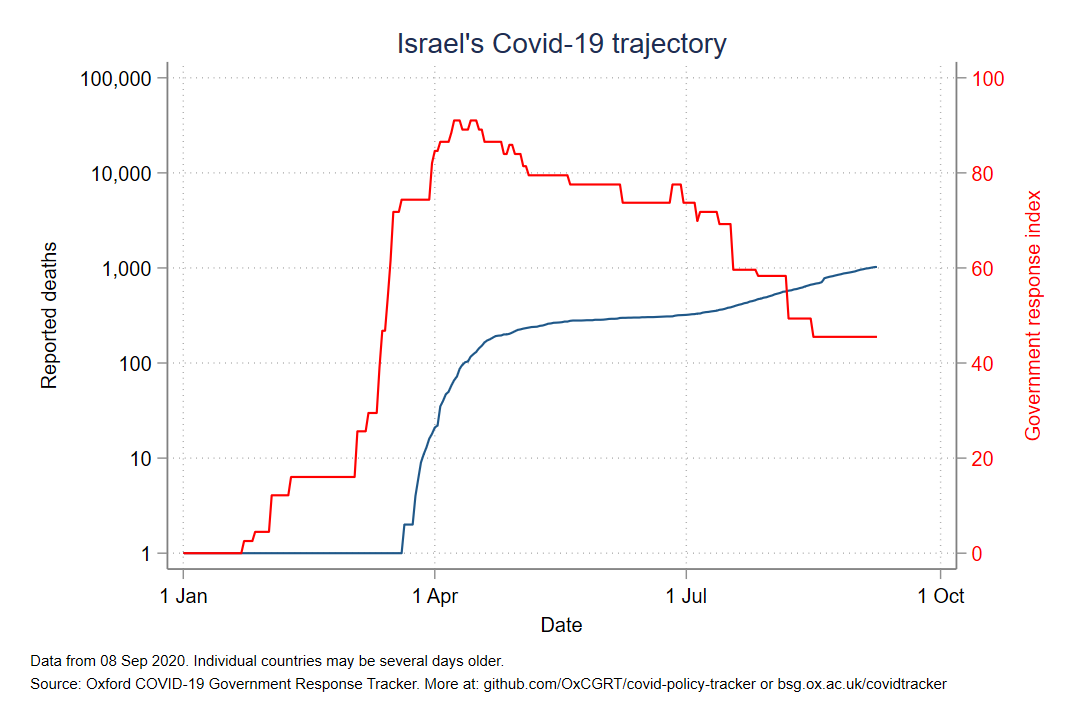 Israel's Covid-19 trajectory
100,000
10,000
1,000
100
10
1
Reported deaths
100
80
60
40
20
0
Government response index
1 Jan
1 Apr
1 Jul
1 Oct
Date
Data from 08 Sep 2020. Individual countries may be several days older.
Source: Oxford COVID-19 Government Response Tracker. More at: github.com/OxCGRT/covid-policy-tracker or bsg.ox.ac.uk/covidtracker